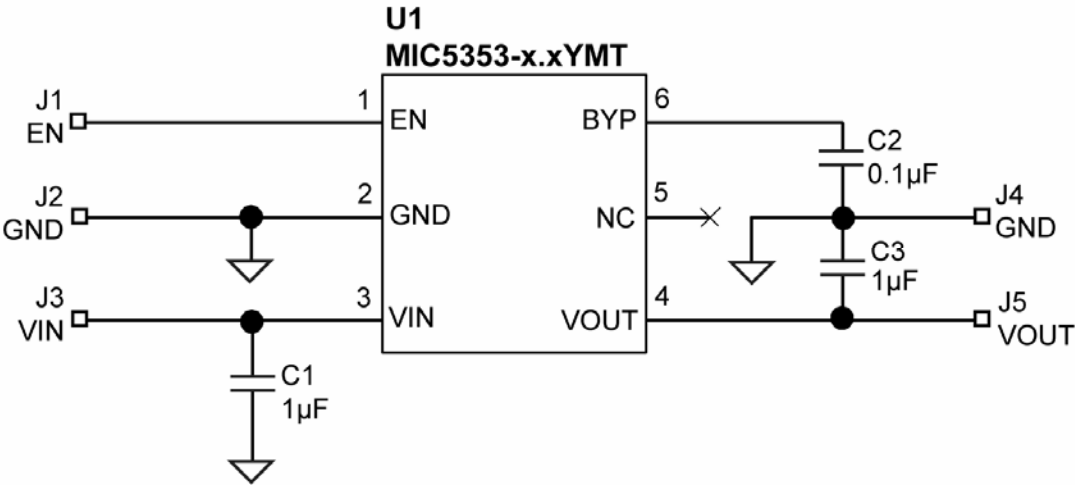 U1
MIC5353-x.xYMT
J1
EN
1
EN
BYP
6
C2
0.1µF
J2
GND
2
GND
NC
5
J4
GND
C3
1µF
J3
VIN
3
VIN
VOUT
4
J5
VOUT
C1
1µF